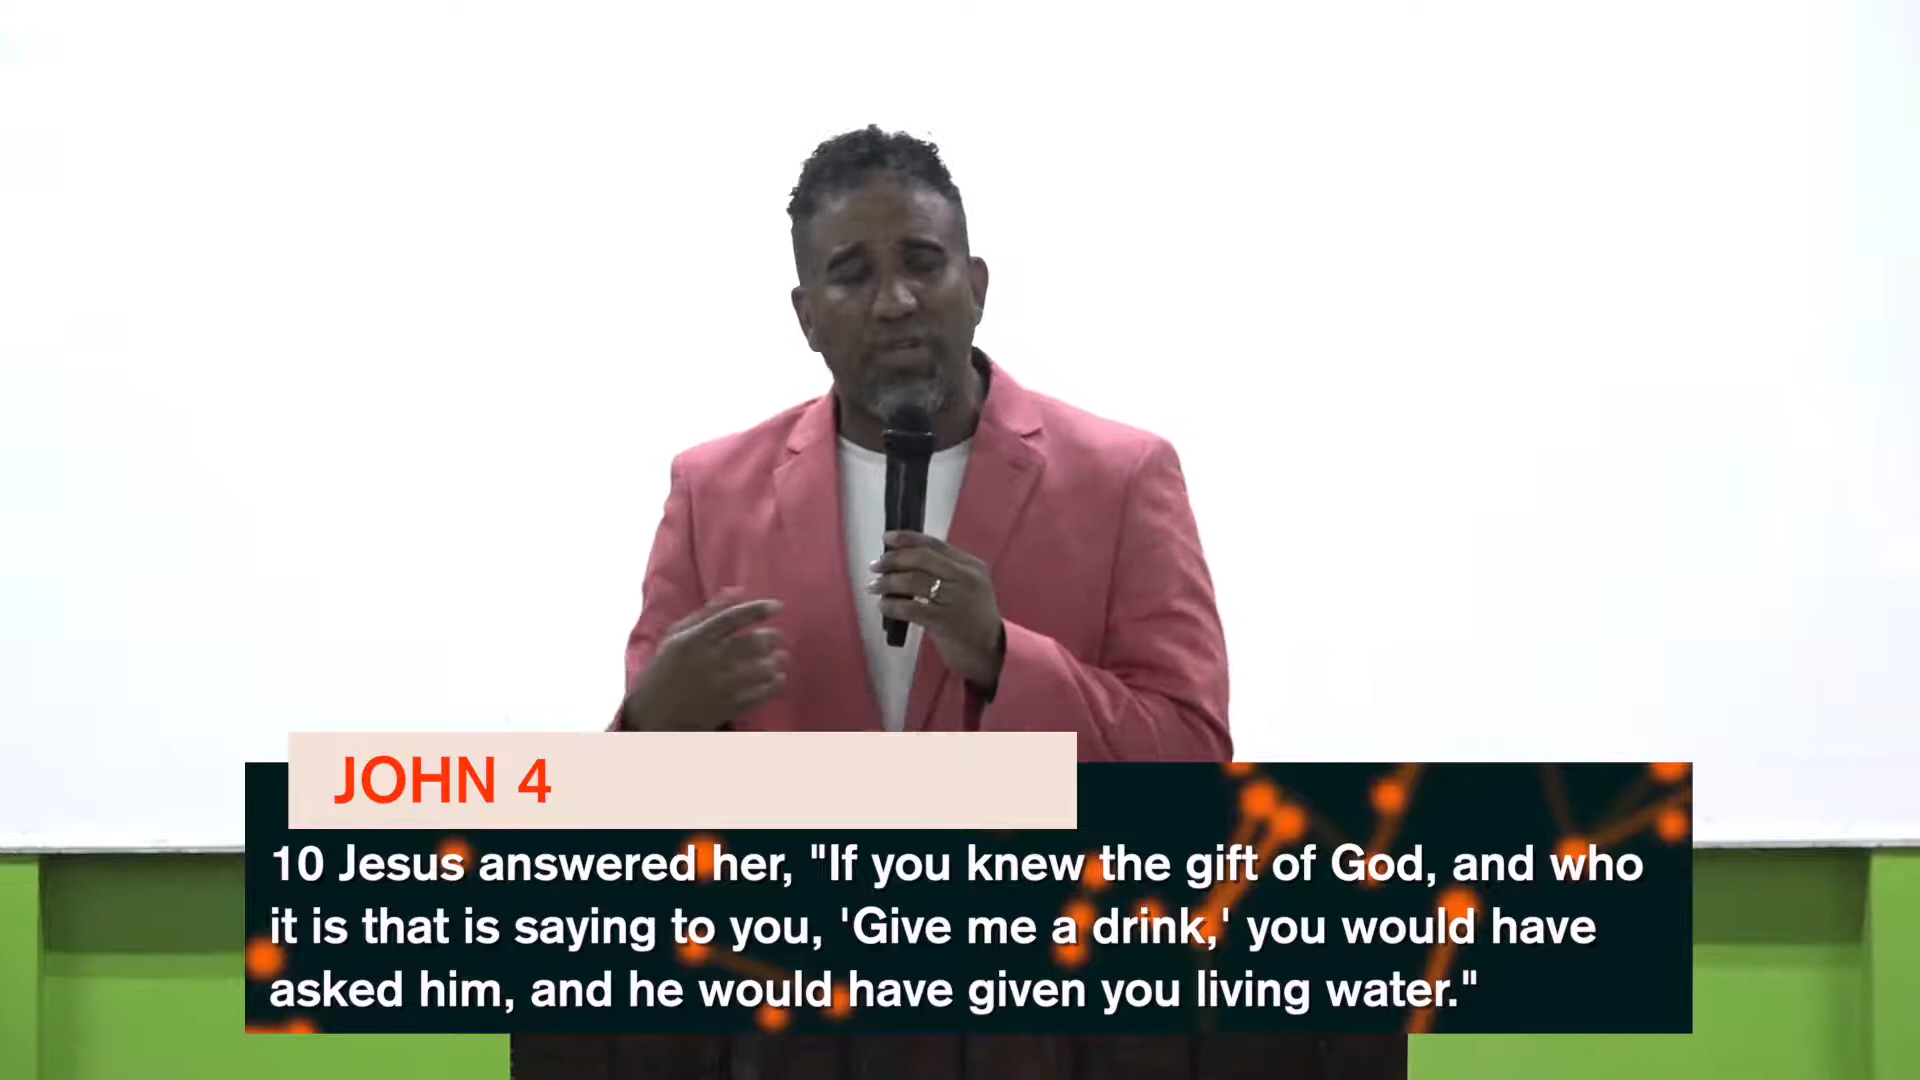 JOHN 4
10 Jesus answered her, "If you knew the gift of God, and who
it is that is saying to you, 'Give me a drink,' you would have
asked him, and he would have given you living water."